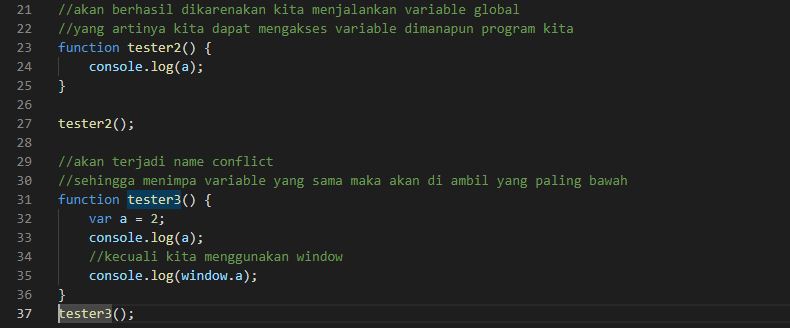 21 //akan berhasil dikarenakan kita menjalankan variable global
22 //yang artinya kita dapat mengakses variable dimanapun program kita
23 function tester2() {
24     console.log(a);
25 }
26
27 tester2();
28
29 //akan terjadi name conflict
30 //sehingga menimpa variable yang sama maka akan di ambil yang paling bawah
31 function tester3() {
32     var a = 2;
33     console.log(a);
34     //kecuali kita menggunakan window
35     console.log(window.a);
36 }
37 tester3();